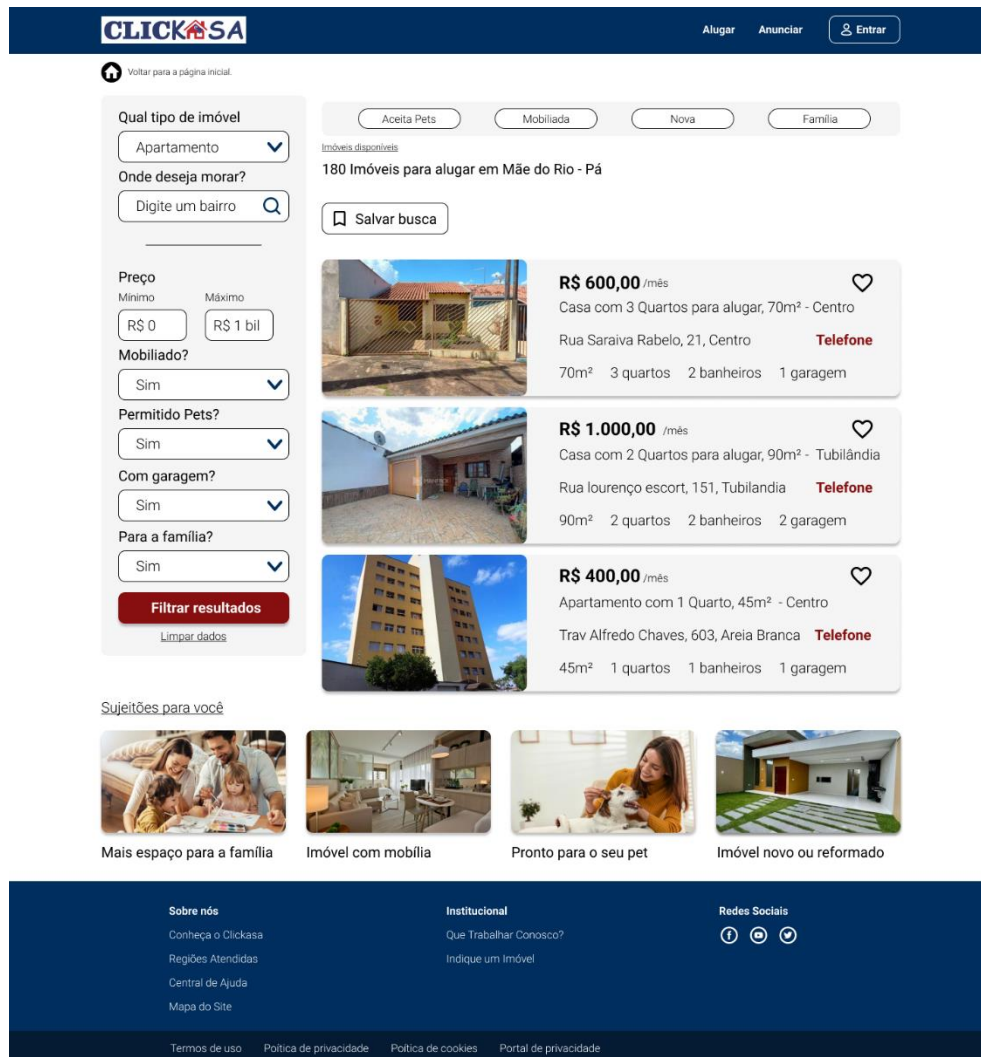 CLICKASA
Alugar Anunciar Entrar
Voltar para a página inicial.
Qual tipo de imóvel
Apartamento
Onde deseja morar?
Digite um bairro
Preço
Mínimo Máximo
R$ 0 R$ 1 bil
Mobiliado?
Sim
Permitido Pets?
Sim
Com garagem?
Sim
Para a família?
Sim
Filtrar resultados
Limpar dados
Aceita Pets Mobiliada Nova Família
Imóveis disponíveis
180 Imóveis para alugar em Mãe do Rio - Pá
Salvar busca
R$ 600,00 /mês
Casa com 3 Quartos para alugar, 70m² - Centro
Rua Saraiva Rabelo, 21, Centro Telefone
70m² 3 quartos 2 banheiros 1 garagem
R$ 1.000,00 /mês
Casa com 2 Quartos para alugar, 90m² - Tubilândia
Rua lourenço escort, 151, Tubilandia Telefone
90m² 2 quartos 2 banheiros 2 garagem
R$ 400,00 /mês
Apartamento com 1 Quarto, 45m² - Centro
Trav Alfredo Chaves, 603, Areia Branca Telefone
45m² 1 quartos 1 banheiros 1 garagem
Sujeitões para você
Mais espaço para a família
Imóvel com mobília
Pronto para o seu pet
Imóvel novo ou reformado
Sobre nós
Conheça o Clickasa
Regiões Atendidas
Central de Ajuda
Mapa do Site
Institucional
Que Trabalhar Conosco?
Indique um Imóvel
Redes Sociais
Termos de uso Poítica de privacidade Poítica de cookies Portal de privacidade